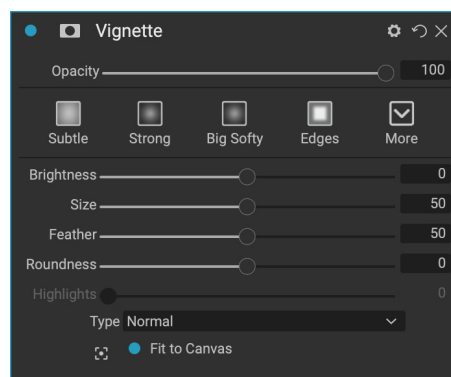 Vignette
Opacity 100
Subtle Strong Big Softy Edges More
Brightness 0
Size 50
Feather 50
Roundness 0
Highlights 0
Type Normal
Fit to Canvas